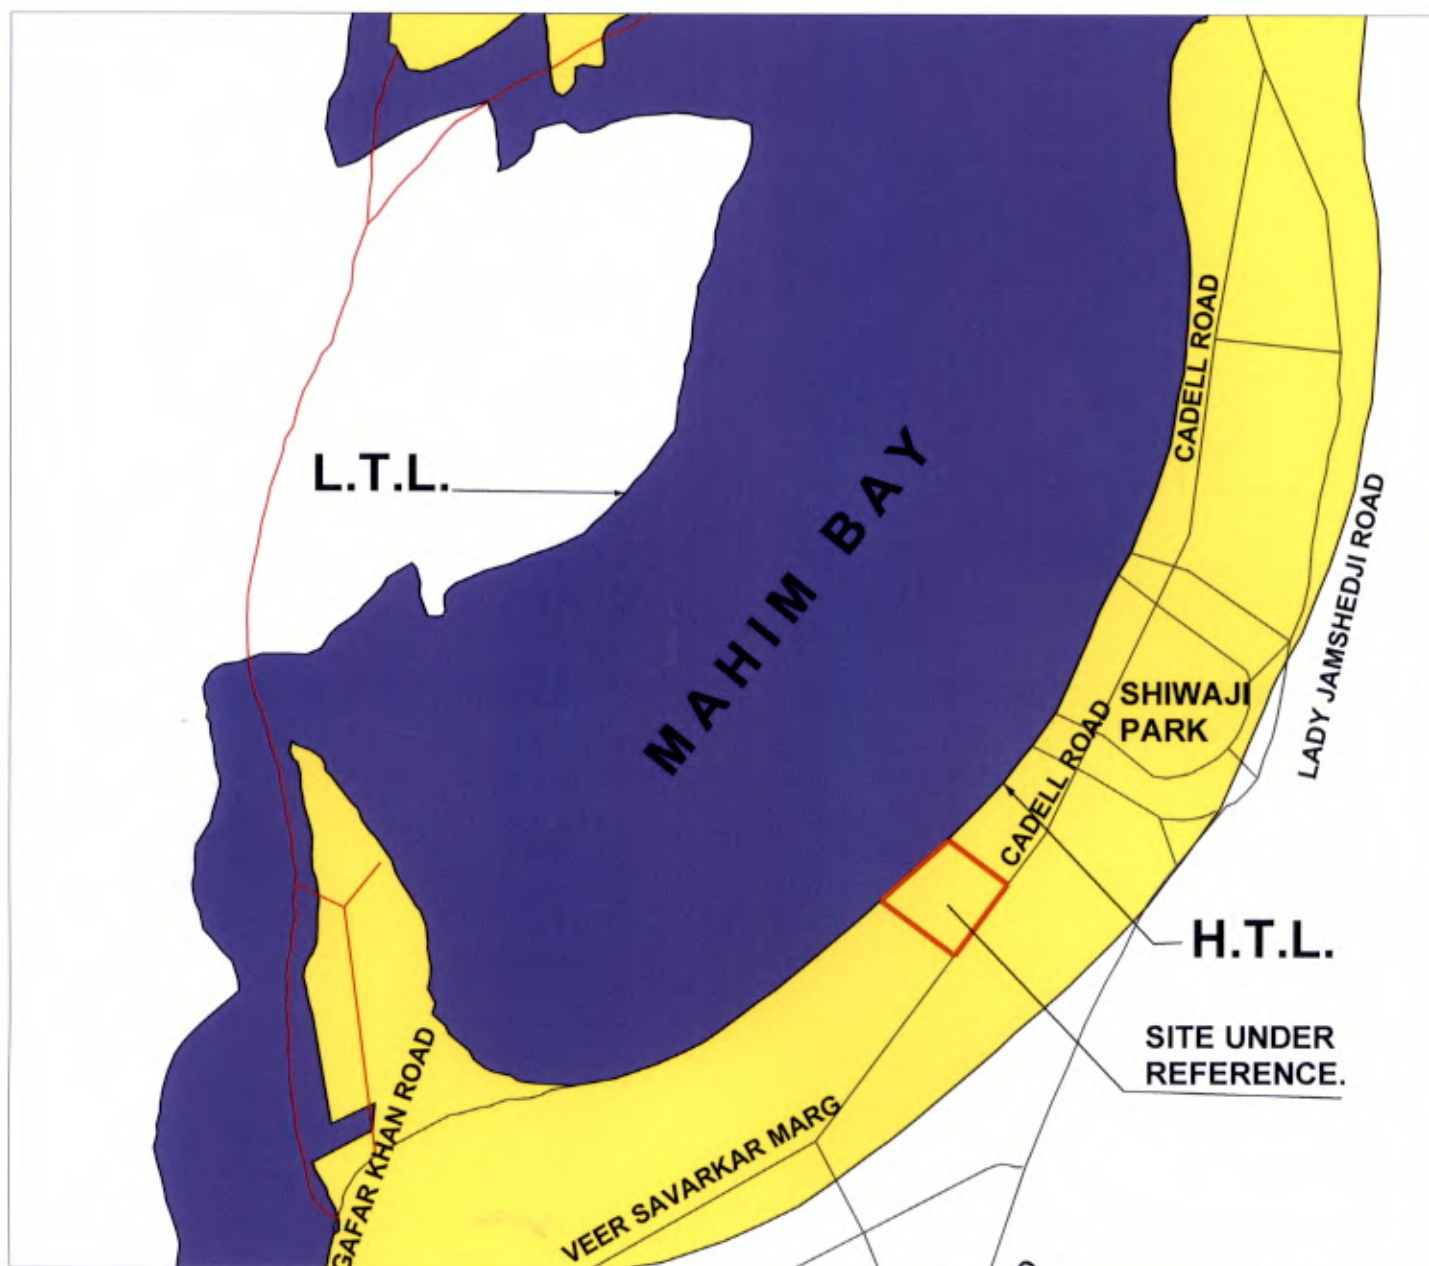 CADELL ROAD
L.T.L.
MAHIM BAY
LADY JAMSHEDJI ROAD
SHIWAJI
PARK
CADELL ROAD
H.T.L.
SITE UNDER
REFERENCE.
GAFAR KHAN ROAD
VEER SAVARKAR MARG